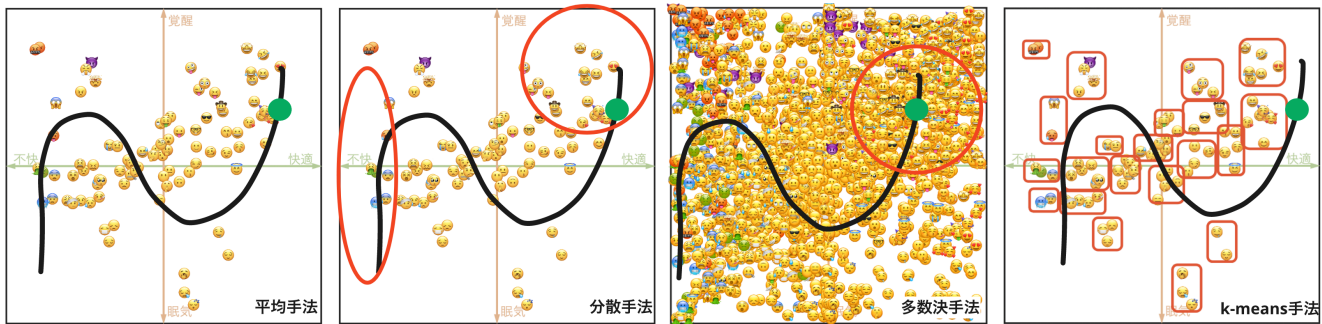 覚醒
不快
快適
眠気
平均手法
覚醒
不快
快適
眠気
分散手法
多数決手法
覚醒
不快
快適
眠気
k-means手法